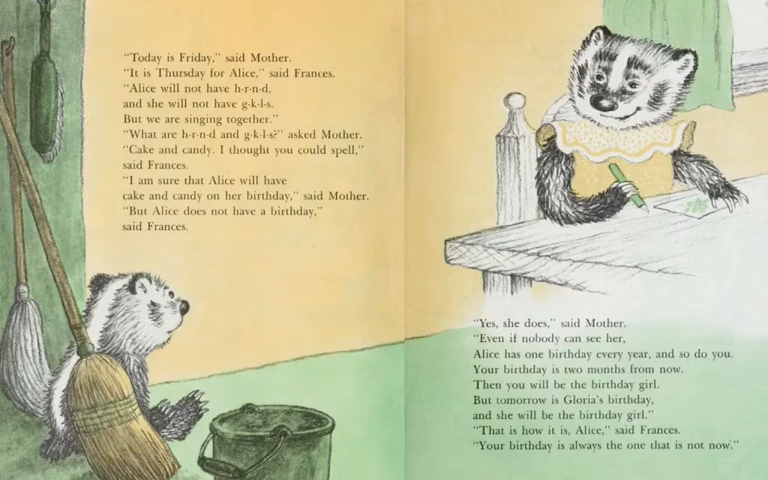 "Today is Friday," said Mother.
"It is Thursday for Alice," said Frances.
"Alice will not have h-r-n-d,
and she will not have g-k-l-s.
But we are singing together."
"What are h-r-n-d and g-k-l-s?" asked Mother.
"Cake and candy. I thought you could spell,"
said Frances.
"I am sure that Alice will have
cake and candy on her birthday," said Mother.
"But Alice does not have a birthday,"
said Frances.
"Yes, she does," said Mother.
"Even if nobody can see her,
Alice has one birthday every year, and so do you.
Your birthday is two months from now.
Then you will be the birthday girl.
But tomorrow is Gloria's birthday,
and she will be the birthday girl."
"That is how it is, Alice," said Frances.
"Your birthday is always the one that is not now."